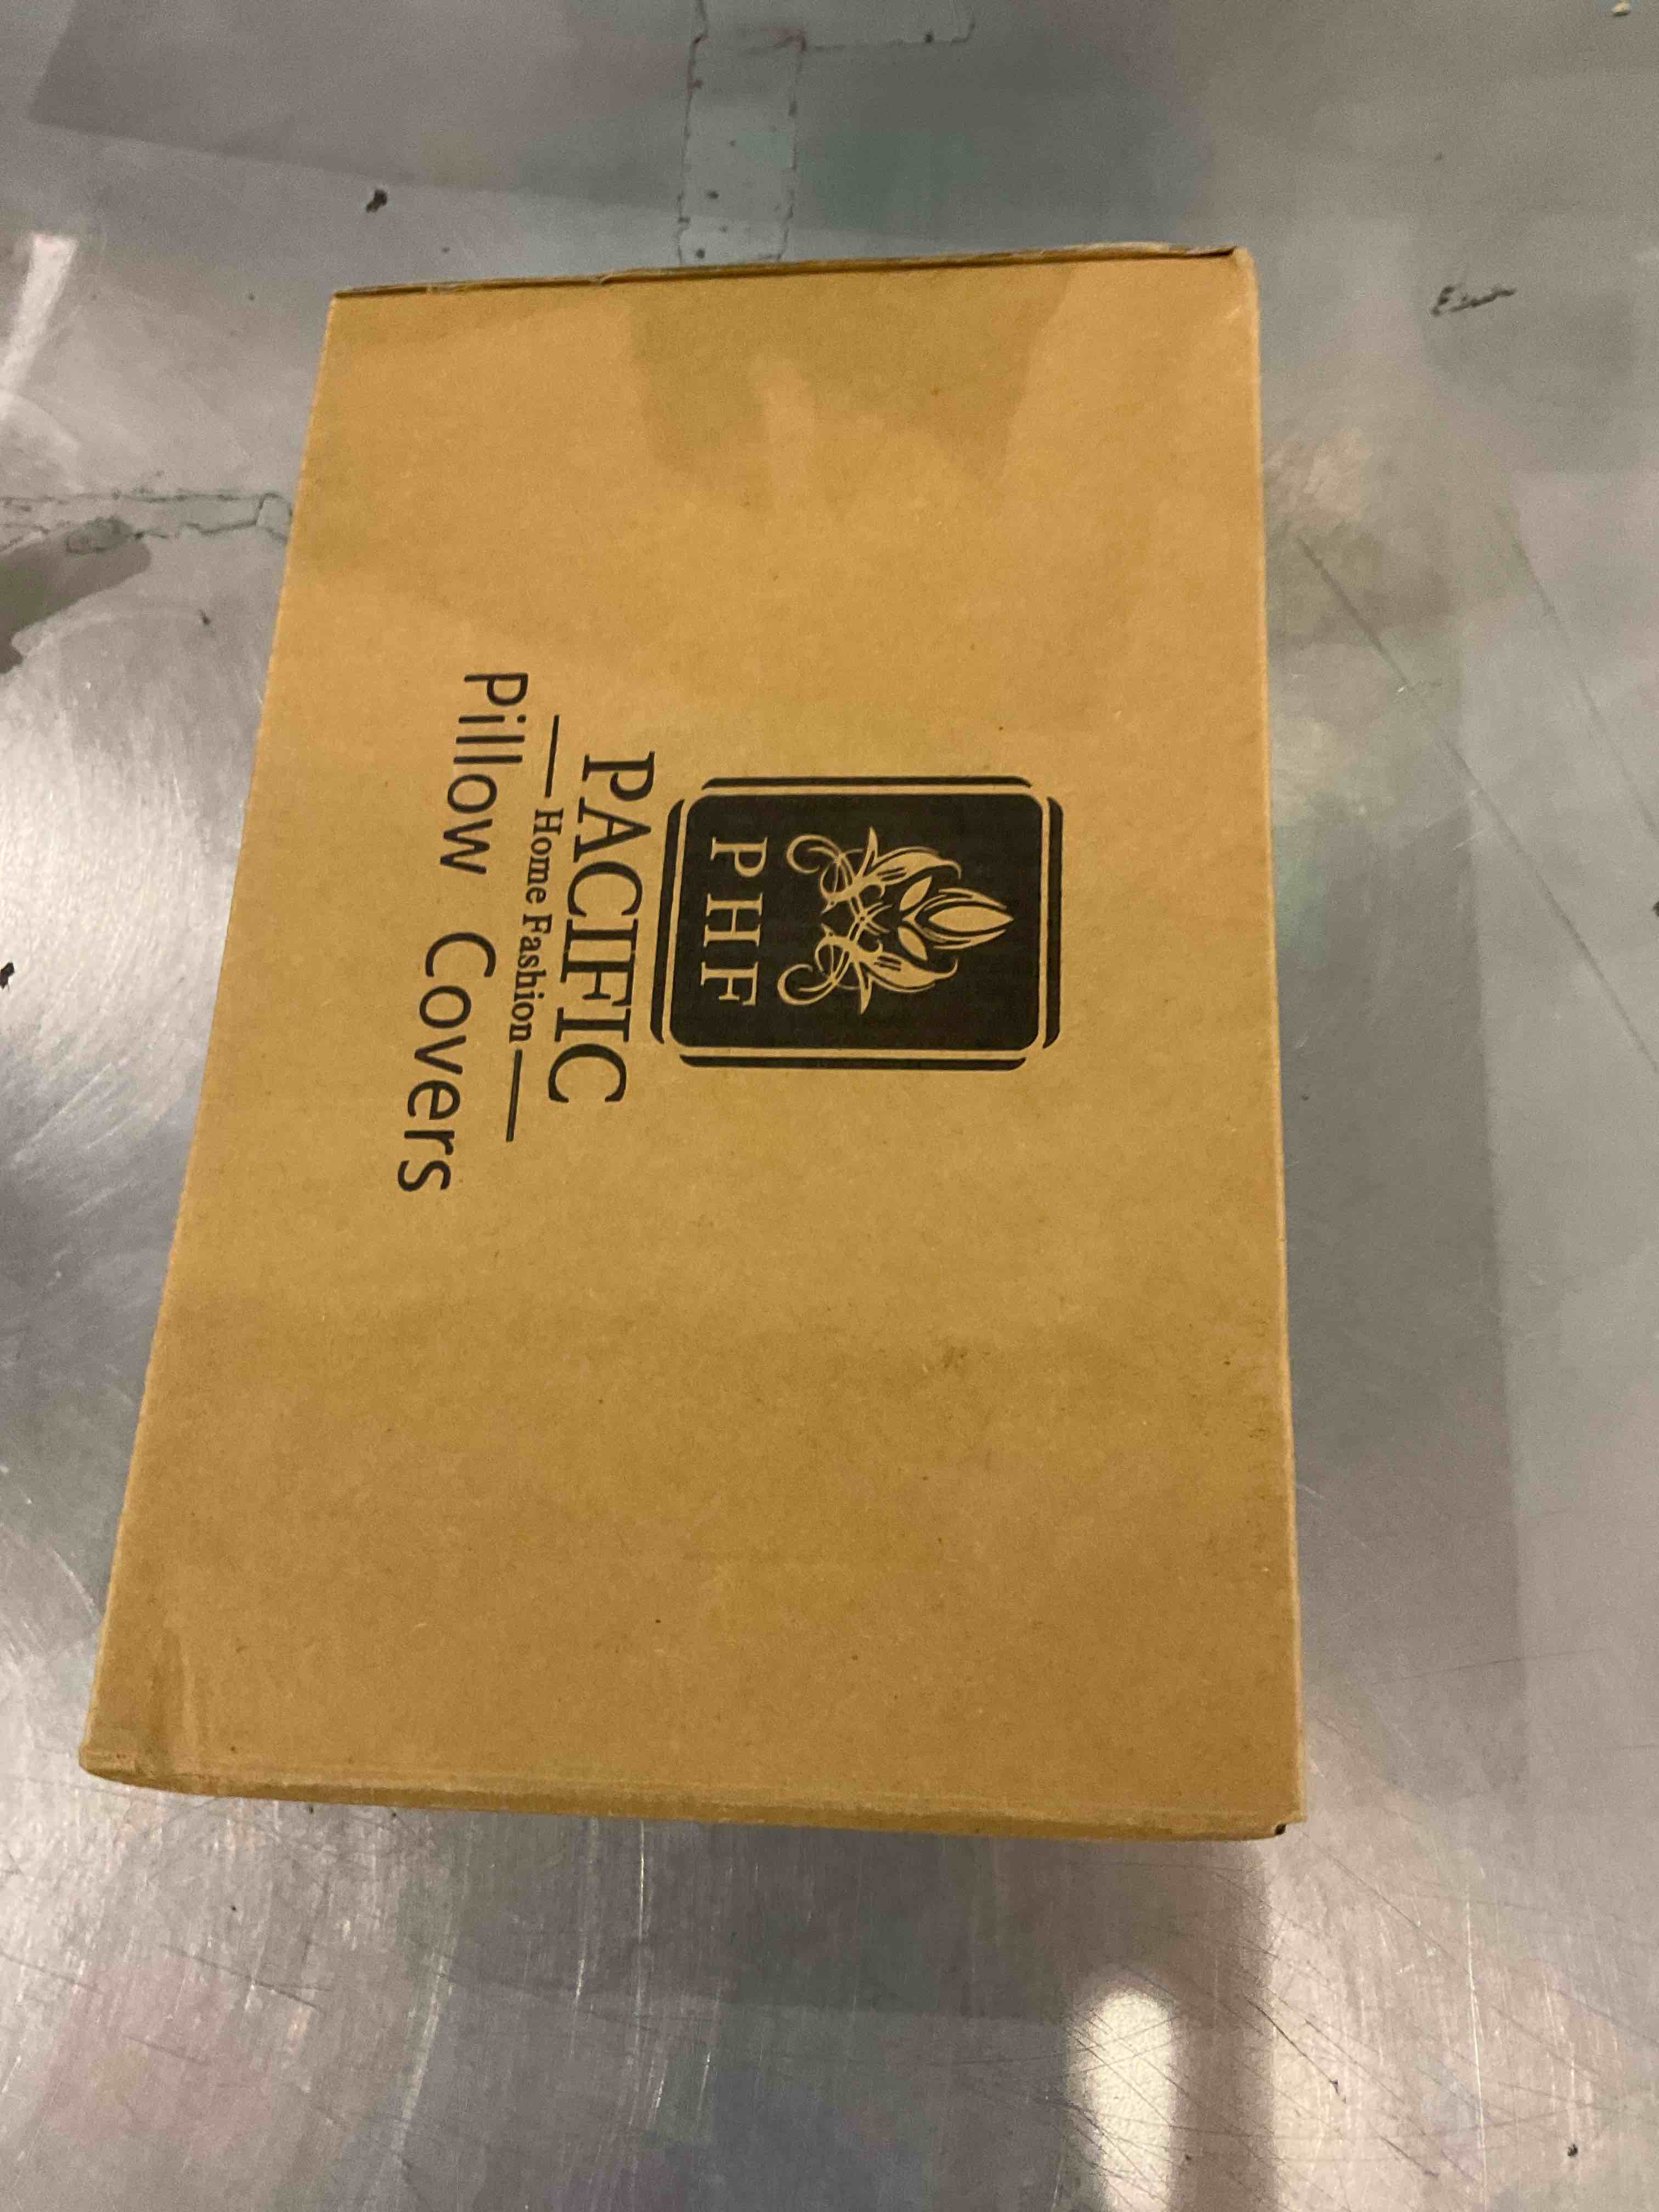 PHF
PACIFIC
Home Fashion
Pillow Covers